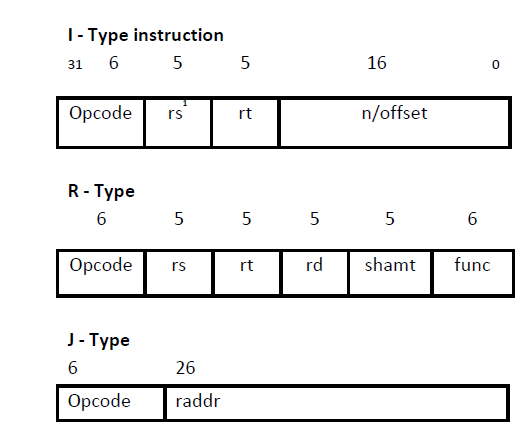 I - Type instruction
31 6 5 5 16 0
Opcode rs1 rt n/offset
R - Type
6 5 5 5 5 6
Opcode rs rt rd shamt func
J - Type
6 26
Opcode raddr